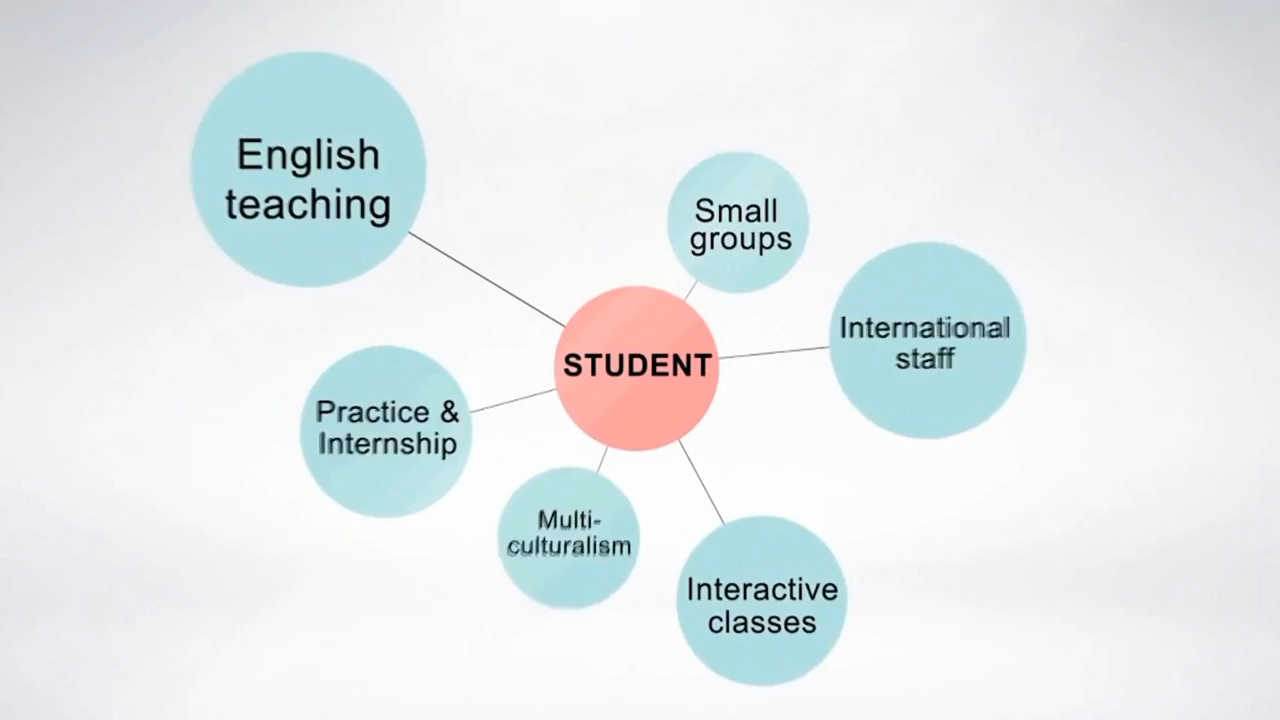 English
teaching
Small
groups
International
staff
STUDENT
Practice &
Internship
Multi-
culturalism
Interactive
classes